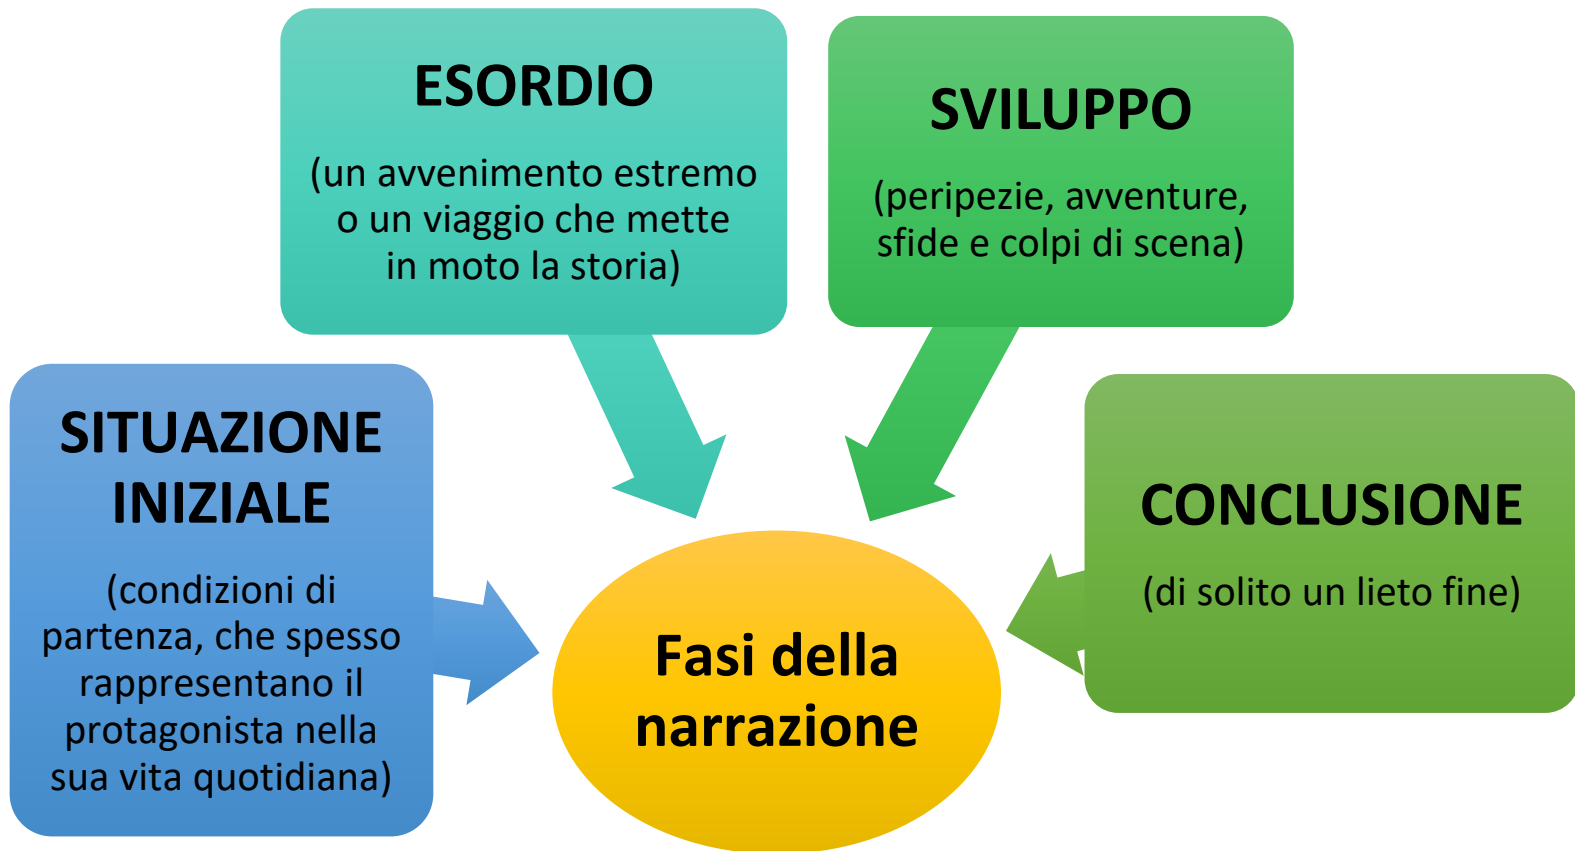 SITUAZIONE
INIZIALE
(condizioni di
partenza, che spesso
rappresentano il
protagonista nella
sua vita quotidiana)
ESORDIO
(un avvenimento estremo
o un viaggio che mette
in moto la storia)
SVILUPPO
(peripezie, avventure,
sfide e colpi di scena)
CONCLUSIONE
(di solito un lieto fine)
Fasi della
narrazione